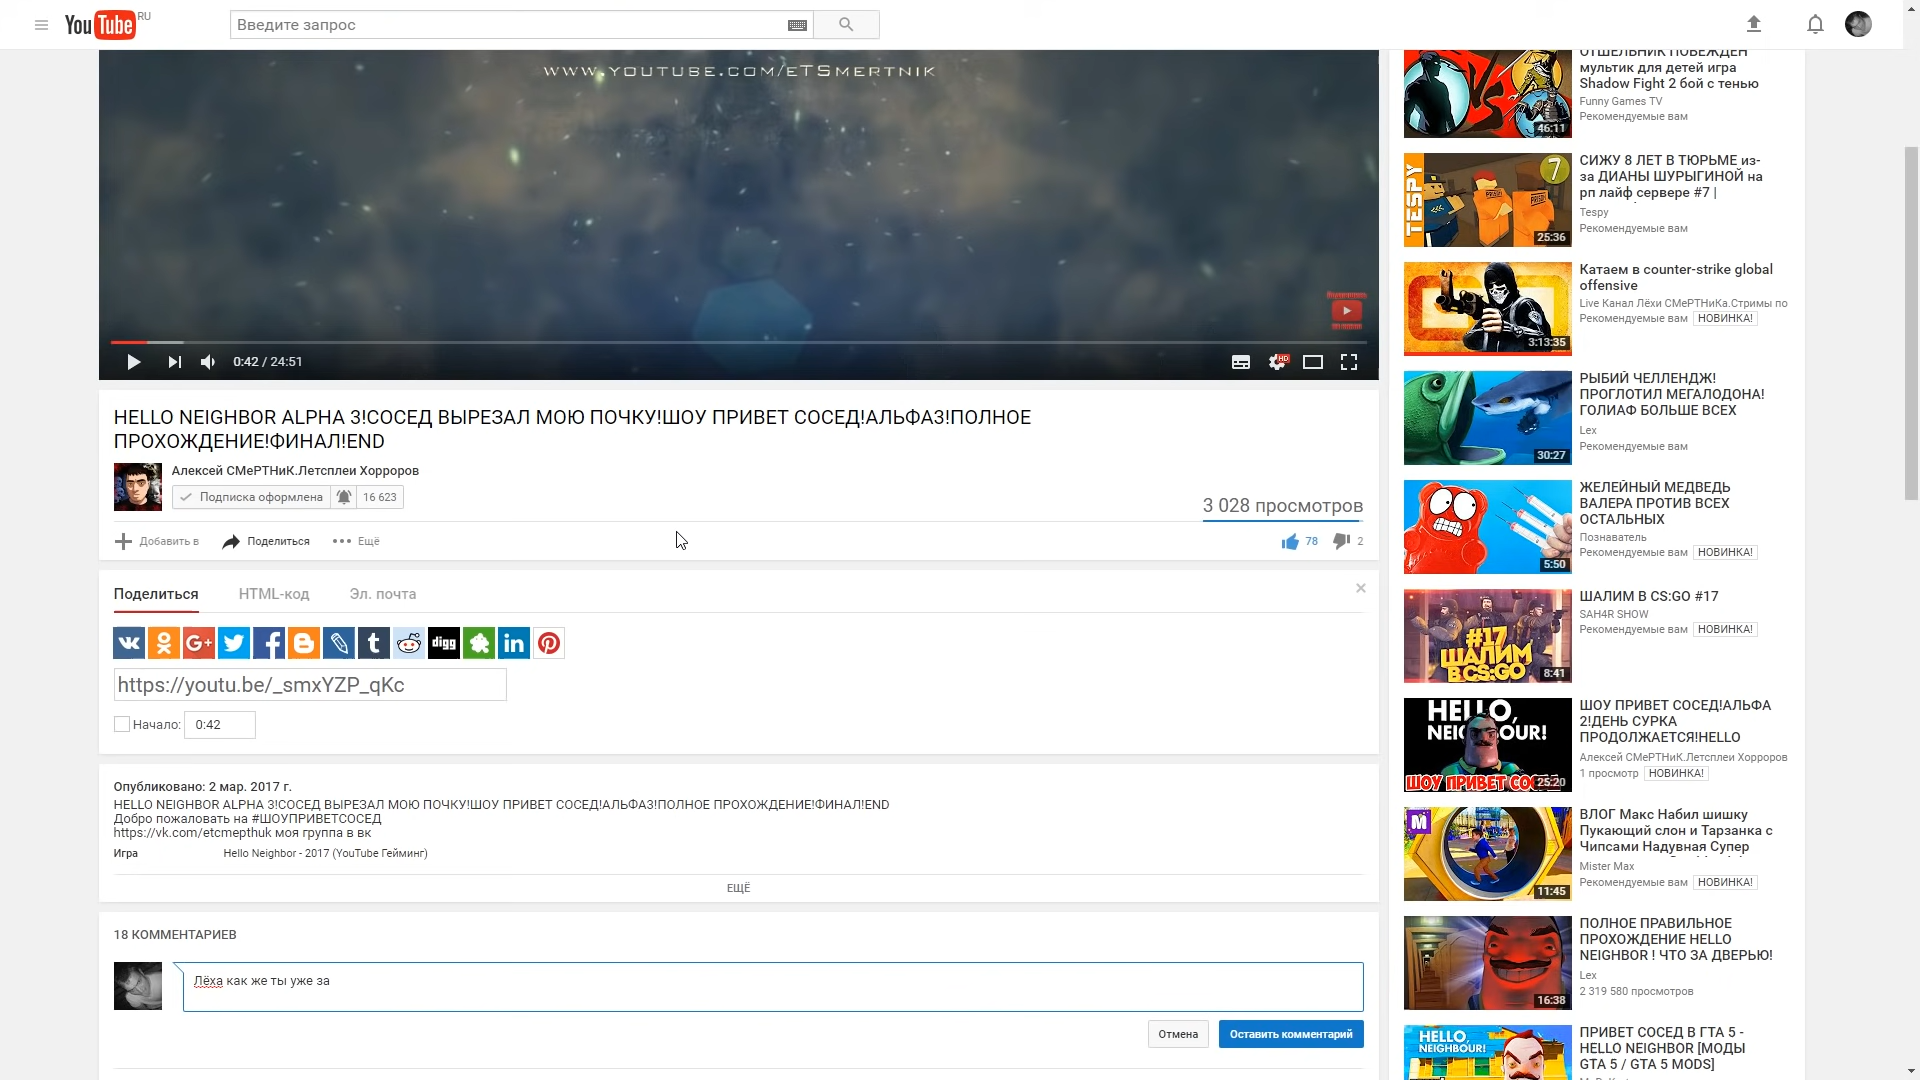 YouTube RU
Введите запрос
WWW.YOUTUBE.COM/ETSMERTNIK
0:42 / 24:51
HD
HELLO NEIGHBOR ALPHA 3!СОСЕД ВЫРЕЗАЛ МОЮ ПОЧКУ!ШОУ ПРИВЕТ СОСЕД!АЛЬФА3!ПОЛНОЕ
ПРОХОЖДЕНИЕ!ФИНАЛ!END
Алексей СМеРТНиК.Летсплеи Хорроров
Подписка оформлена
16 623
3 028 просмотров
Добавить в
Поделиться
Ещё
78
2
Поделиться
HTML-код
Эл. почта
G+
digg
in
https://youtu.be/_smxYZP_qKc
Начало:
0:42
Опубликовано: 2 мар. 2017 г.
HELLO NEIGHBOR ALPHA 3!СОСЕД ВЫРЕЗАЛ МОЮ ПОЧКУ!ШОУ ПРИВЕТ СОСЕД!АЛЬФА3!ПОЛНОЕ ПРОХОЖДЕНИЕ!ФИНАЛ!END
Добро пожаловать на #ШОУПРИВЕТСОСЕД
https://vk.com/etcmepthuk моя группа в вк
Игра
Hello Neighbor - 2017 (YouTube Гейминг)
ЕЩЁ
18 КОММЕНТАРИЕВ
Лёха как же ты уже за
Отмена
Оставить комментарий
VS
46:11
ОТШЕЛЬНИК ПОБЕЖДЕН
мультик для детей игра
Shadow Fight 2 бой с тенью
Funny Games TV
Рекомендуемые вам
TESPY
7
25:36
СИЖУ 8 ЛЕТ В ТЮРЬМЕ из-
за ДИАНЫ ШУРЫГИНОЙ на
рп лайф сервере #7 |
Tespy
Рекомендуемые вам
3:13:35
Катаем в counter-strike global
offensive
Live Канал Лёхи СМеРТНиКа.Стримы по
Рекомендуемые вам
НОВИНКА!
30:27
РЫБИЙ ЧЕЛЛЕНДЖ!
ПРОГЛОТИЛ МЕГАЛОДОНА!
ГОЛИАФ БОЛЬШЕ ВСЕХ
Lex
Рекомендуемые вам
5:50
ЖЕЛЕЙНЫЙ МЕДВЕДЬ
ВАЛЕРА ПРОТИВ ВСЕХ
ОСТАЛЬНЫХ
Познаватель
Рекомендуемые вам
НОВИНКА!
#17
ШАЛИМ
В CS:GO
8:41
ШАЛИМ В CS:GO #17
SAH4R SHOW
Рекомендуемые вам
НОВИНКА!
HELLO,
NEIGHBOUR!
ШОУ ПРИВЕТ СОСЕД
25:20
ШОУ ПРИВЕТ СОСЕД!АЛЬФА
2!ДЕНЬ СУРКА
ПРОДОЛЖАЕТСЯ!HELLO
Алексей СМеРТНиК.Летсплеи Хорроров
1 просмотр
НОВИНКА!
M
11:45
ВЛОГ Макс Набил шишку
Пукающий слон и Тарзанка с
Чипсами Надувная Супер
Mister Max
Рекомендуемые вам
НОВИНКА!
16:38
ПОЛНОЕ ПРАВИЛЬНОЕ
ПРОХОЖДЕНИЕ HELLO
NEIGHBOR ! ЧТО ЗА ДВЕРЬЮ!
Lex
2 319 580 просмотров
HELLO,
NEIGHBOUR!
ПРИВЕТ СОСЕД В ГТА 5 -
HELLO NEIGHBOR [МОДЫ
GTA 5 / GTA 5 MODS]